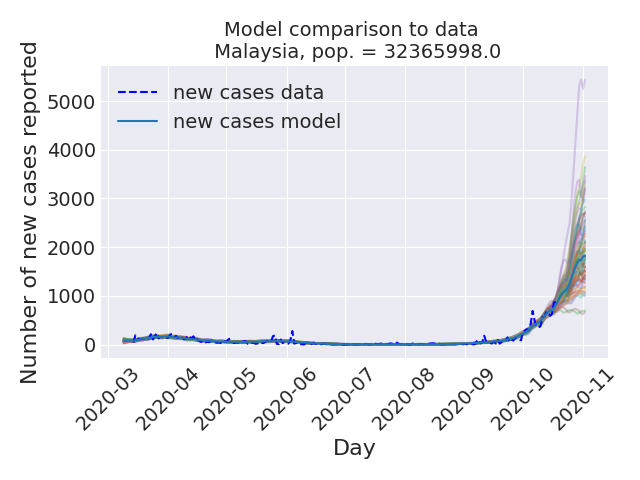 Model comparison to data
Malaysia, pop. = 32365998.0
Number of new cases reported
5000
4000
3000
2000
1000
0
new cases data
new cases model
2020-03
2020-04
2020-05
2020-06
2020-07
2020-08
2020-09
2020-10
2020-11
Day